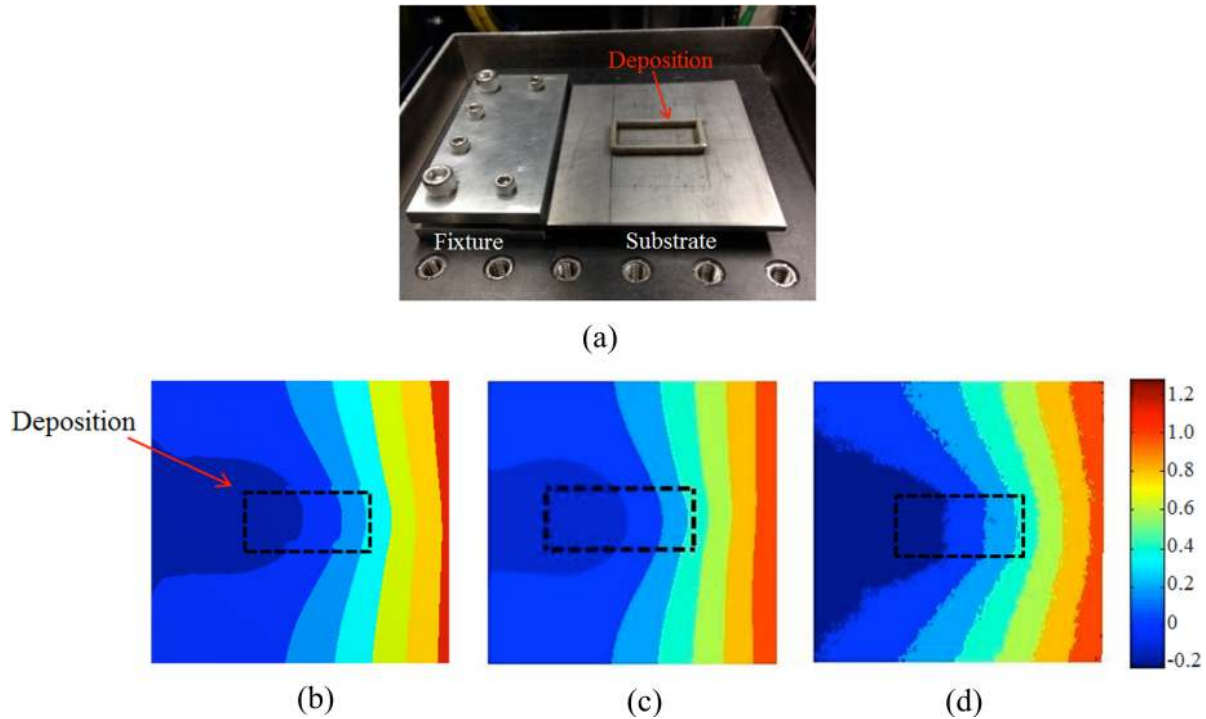 Deposition
Fixture
Substrate
(a)
Deposition
1.2
1.0
0.8
0.6
0.4
0.2
0
-0.2
(b)
(c)
(d)